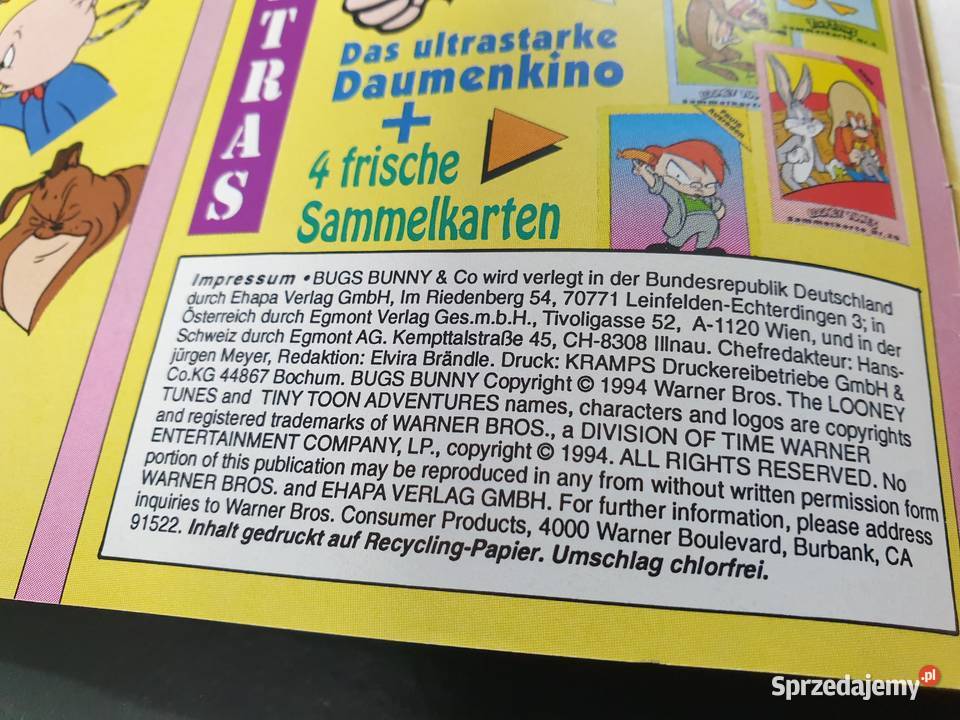 TRAS
Das ultrastarke
Daumenkino
+
4 frische
Sammelkarten
Impressum • BUGS BUNNY & Co wird verlegt in der Bundesrepublik Deutschland
durch Ehapa Verlag GmbH, Im Riedenberg 54, 70771 Leinfelden-Echterdingen 3; in
Österreich durch Egmont Verlag Ges.m.b.H., Tivoligasse 52, A-1120 Wien, und in der
Schweiz durch Egmont AG. Kempttalstraße 45, CH-8308 Illnau. Chefredakteur: Hans-
jürgen Meyer, Redaktion: Elvira Brändle. Druck: KRAMPS Druckereibetriebe GmbH &
Co.KG 44867 Bochum. BUGS BUNNY Copyright © 1994 Warner Bros. The LOONEY
TUNES and TINY TOON ADVENTURES names, characters and logos are copyrights
and registered trademarks of WARNER BROS., a DIVISION OF TIME WARNER
ENTERTAINMENT COMPANY, LP., copyright © 1994. ALL RIGHTS RESERVED. No
portion of this publication may be reproduced in any from without written permission form
WARNER BROS. and EHAPA VERLAG GMBH. For further information, please address
inquiries to Warner Bros. Consumer Products, 4000 Warner Boulevard, Burbank, CA
91522. Inhalt gedruckt auf Recycling-Papier. Umschlag chlorfrei.
Sprzedajemy.pl